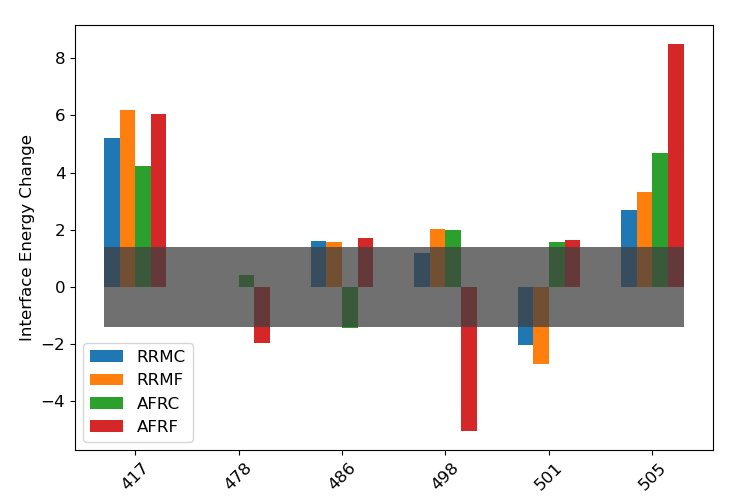 Interface Energy Change
8
6
4
2
0
−2
−4
RRMC
RRMF
AFRC
AFRF
417
478
486
498
501
505